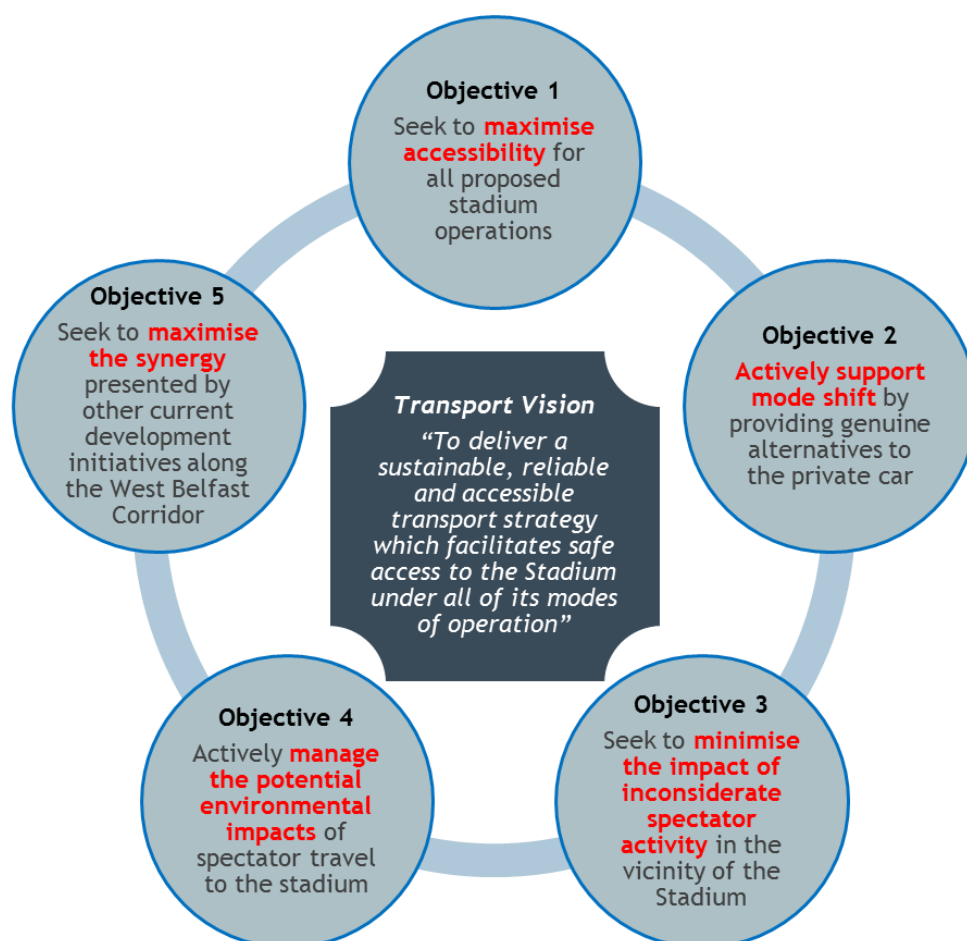 Objective 1
Seek to maximise
accessibility for
all proposed
stadium
operations
Objective 2
Actively support
mode shift by
providing genuine
alternatives to
the private car
Objective 3
Seek to minimise
the impact of
inconsiderate
spectator
activity in the
vicinity of the
Stadium
Objective 4
Actively manage
the potential
environmental
impacts of
spectator travel
to the stadium
Objective 5
Seek to maximise
the synergy
presented by
other current
development
initiatives along
the West Belfast
Corridor
Transport Vision
“To deliver a
sustainable, reliable
and accessible
transport strategy
which facilitates safe
access to the Stadium
under all of its modes
of operation”